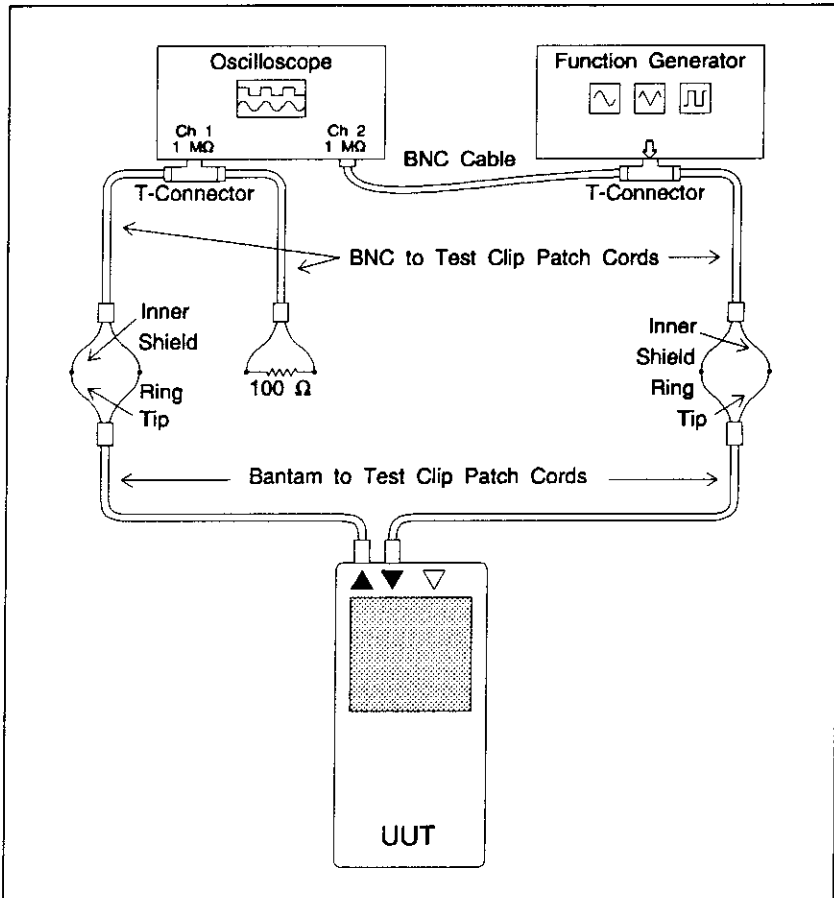 Oscilloscope
Ch 1
1 MΩ
Ch 2
1 MΩ
Function Generator
BNC Cable
T-Connector
T-Connector
BNC to Test Clip Patch Cords
Inner
Shield
Ring
Tip
100 Ω
Inner
Shield
Ring
Tip
Bantam to Test Clip Patch Cords
UUT